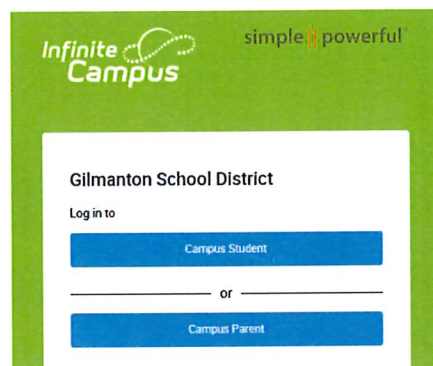 Infinite
Campus
simple || powerful
Gilmanton School District
Log in to
Campus Student
or
Campus Parent